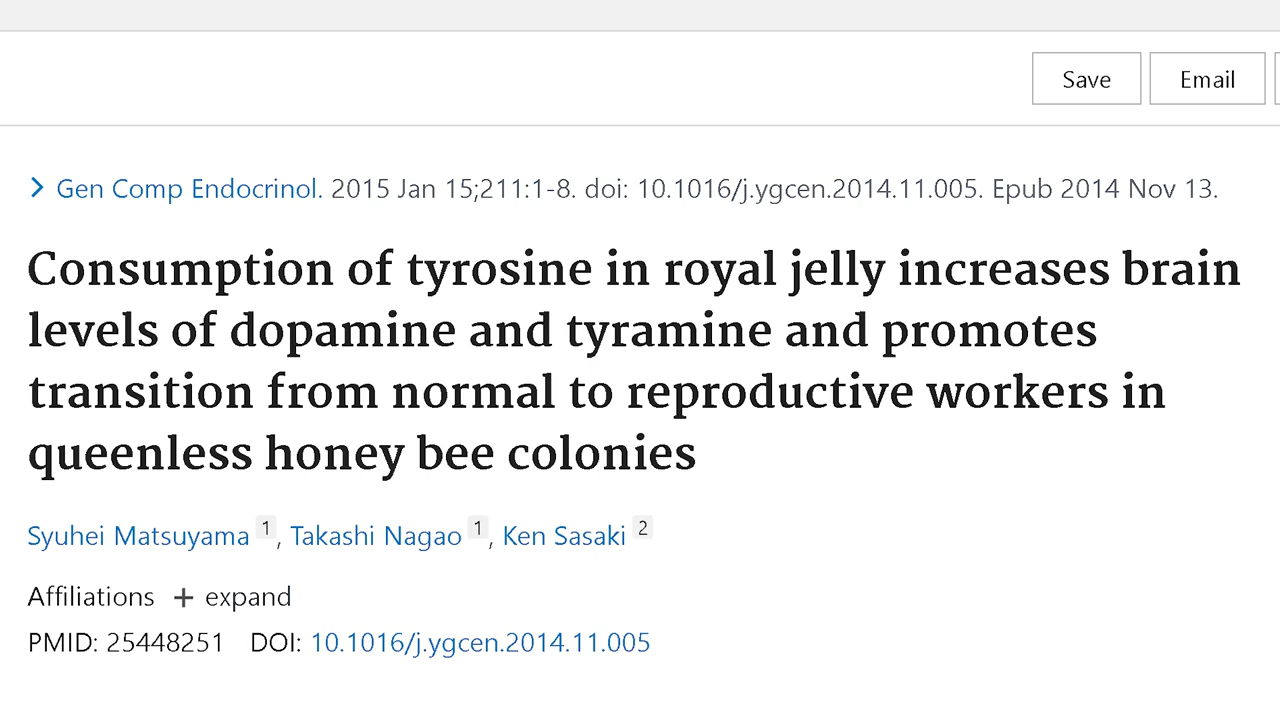 Save Email
Gen Comp Endocrinol. 2015 Jan 15;211:1-8. doi: 10.1016/j.ygcen.2014.11.005. Epub 2014 Nov 13.
Consumption of tyrosine in royal jelly increases brain
levels of dopamine and tyramine and promotes
transition from normal to reproductive workers in
queenless honey bee colonies
Syuhei Matsuyama 1, Takashi Nagao 1, Ken Sasaki 2
Affiliations + expand
PMID: 25448251 DOI: 10.1016/j.ygcen.2014.11.005